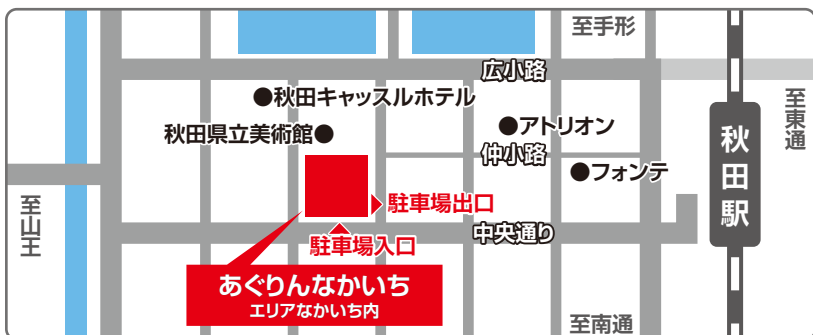 至手形
広小路
●秋田キャッスルホテル
至東通
●アトリオン
秋田県立美術館●
秋田駅
仲小路
●フォンテ
至山王
駐車場出口
中央通り
駐車場入口
あぐりんなかいち
エリアなかいち内
至南通